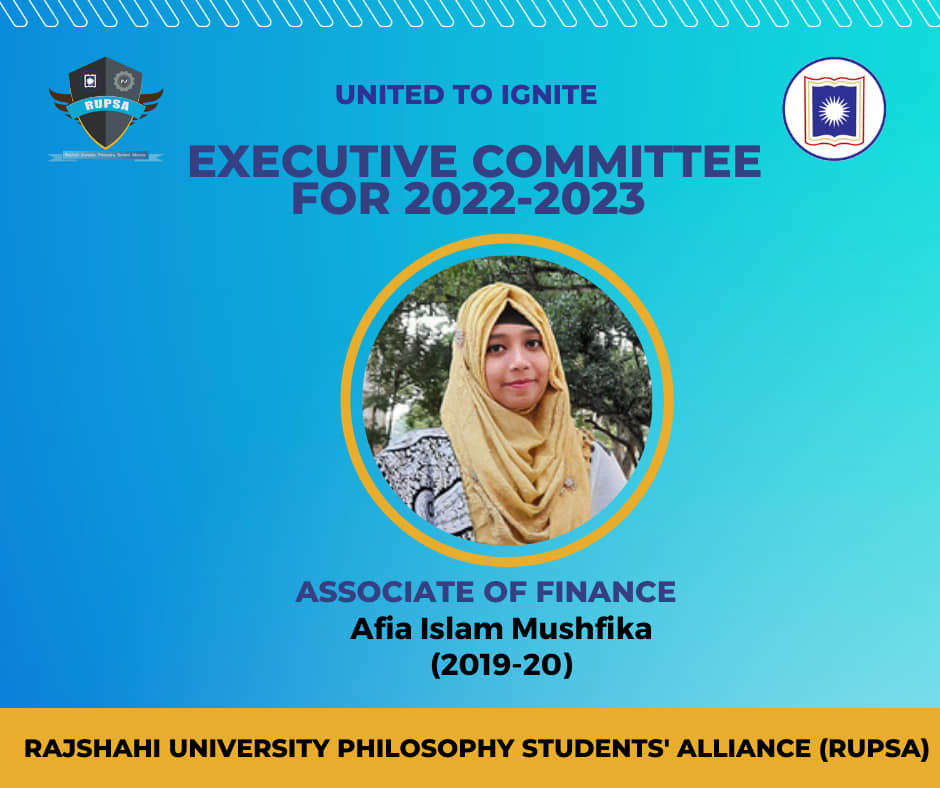 RUPSA
UNITED TO IGNITE
EXECUTIVE COMMITTEE
FOR 2022-2023
ASSOCIATE OF FINANCE
Afia Islam Mushfika
(2019-20)
RAJSHAHI UNIVERSITY PHILOSOPHY STUDENTS' ALLIANCE (RUPSA)